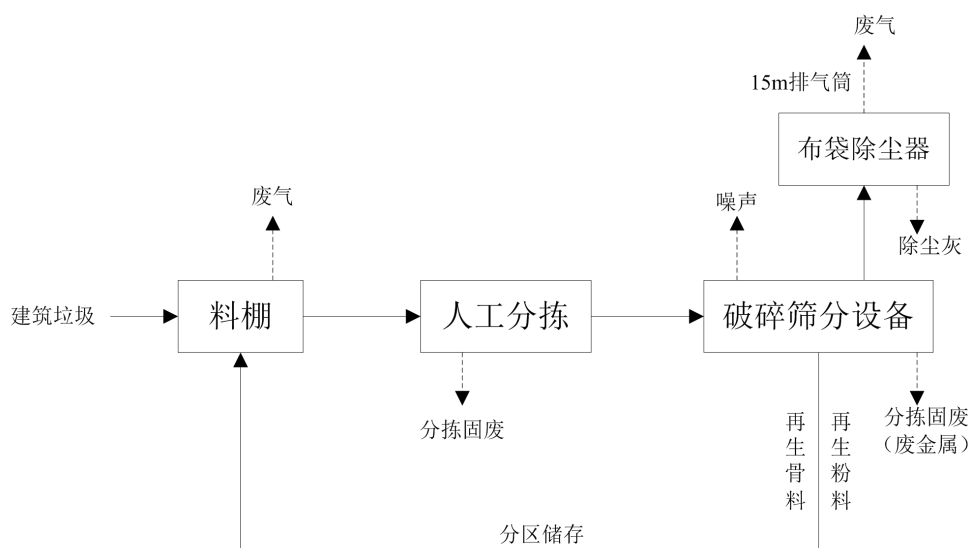 废气
15m排气筒
布袋除尘器
废气
噪声
除尘灰
建筑垃圾
料棚
人工分拣
破碎筛分设备
分拣固废
再生骨料
再生粉料
分拣固废
（废金属）
分区储存